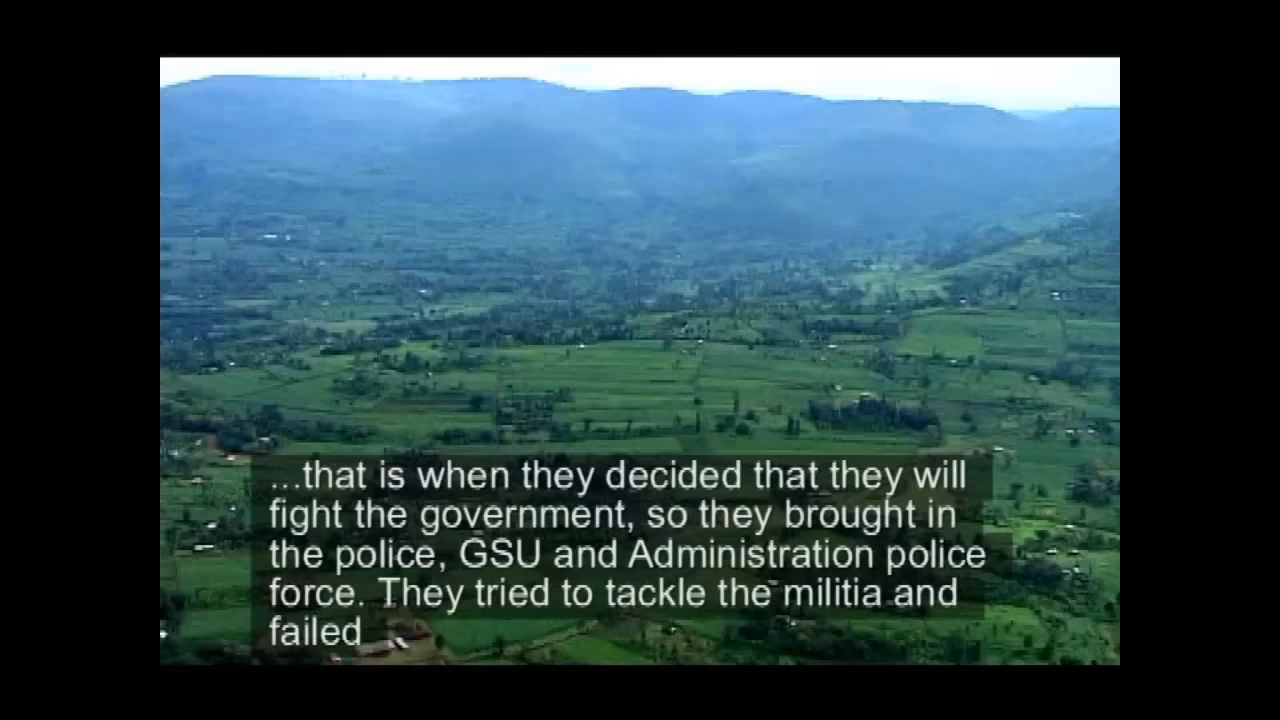 ...that is when they decided that they will
fight the government, so they brought in
the police, GSU and Administration police
force. They tried to tackle the militia and
failed